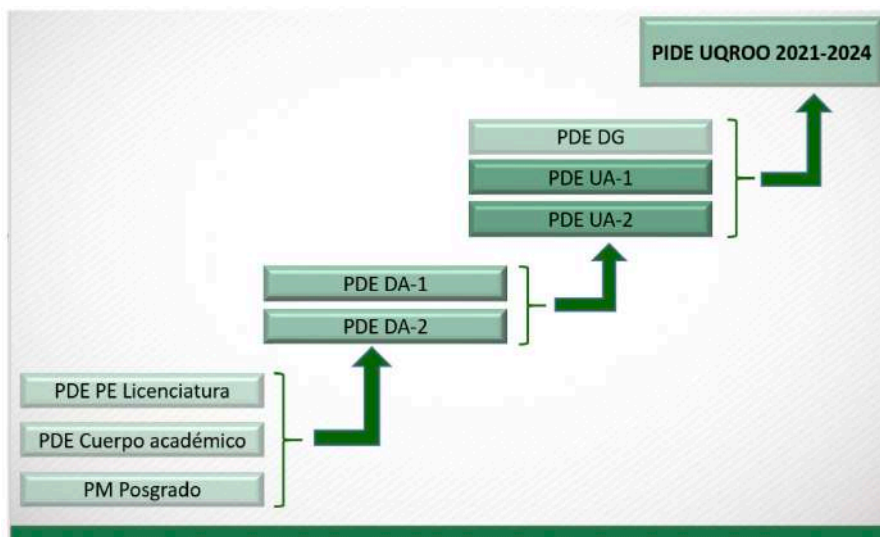 PIDE UQROO 2021-2024
PDE DG
PDE UA-1
PDE UA-2
PDE DA-1
PDE DA-2
PDE PE Licenciatura
PDE Cuerpo académico
PM Posgrado